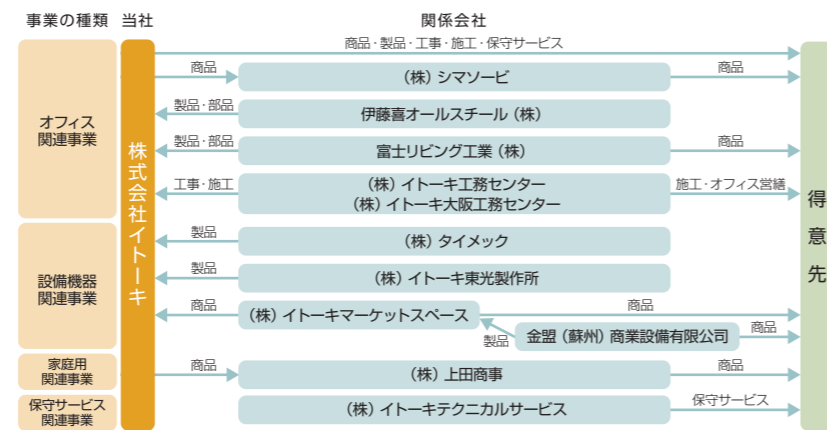 事業の種類 当社 関係会社
商品・製品・工事・施工・保守サービス
オフィス
関連事業
株式会社イトーキ
得意先
商品 (株) シマソービ 商品
製品・部品 伊藤喜オールスチール (株)
製品・部品 富士リビング工業 (株) 商品
工事・施工 (株) イトーキ工務センター 施工・オフィス営繕
(株) イトーキ大阪工務センター
設備機器
関連事業
製品 (株) タイメック
製品 (株) イトーキ東光製作所
商品 (株) イトーキマーケットスペース 商品
製品 金盟 (蘇州) 商業設備有限公司 商品
家庭用
関連事業
商品 (株) 上田商事 商品
保守サービス
関連事業
(株) イトーキテクニカルサービス 保守サービス